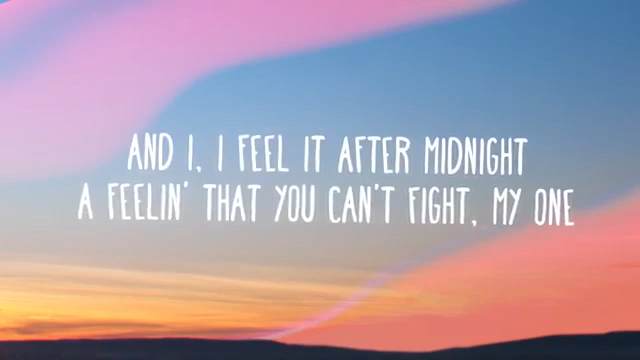 AND I, I FEEL IT AFTER MIDNIGHT
A FEELIN' THAT YOU CAN'T FIGHT, MY ONE